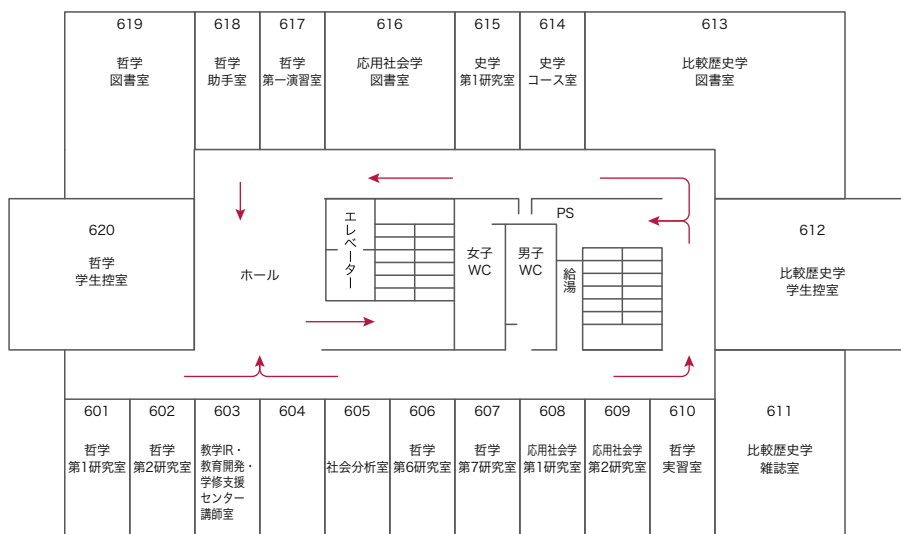 619
哲学
図書室
618
哲学
助手室
617
哲学
第一演習室
616
応用社会学
図書室
615
史学
第1研究室
614
史学
コース室
613
比較歴史学
図書室
620
哲学
学生控室
ホール
エレベーター
女子
WC
男子
WC
PS
給湯
612
比較歴史学
学生控室
601
哲学
第1研究室
602
哲学
第2研究室
603
教学IR・
教育開発・
学修支援
センター
講師室
604
605
社会分析室
606
哲学
第6研究室
607
哲学
第7研究室
608
応用社会学
第1研究室
609
応用社会学
第2研究室
610
哲学
実習室
611
比較歴史学
雑誌室